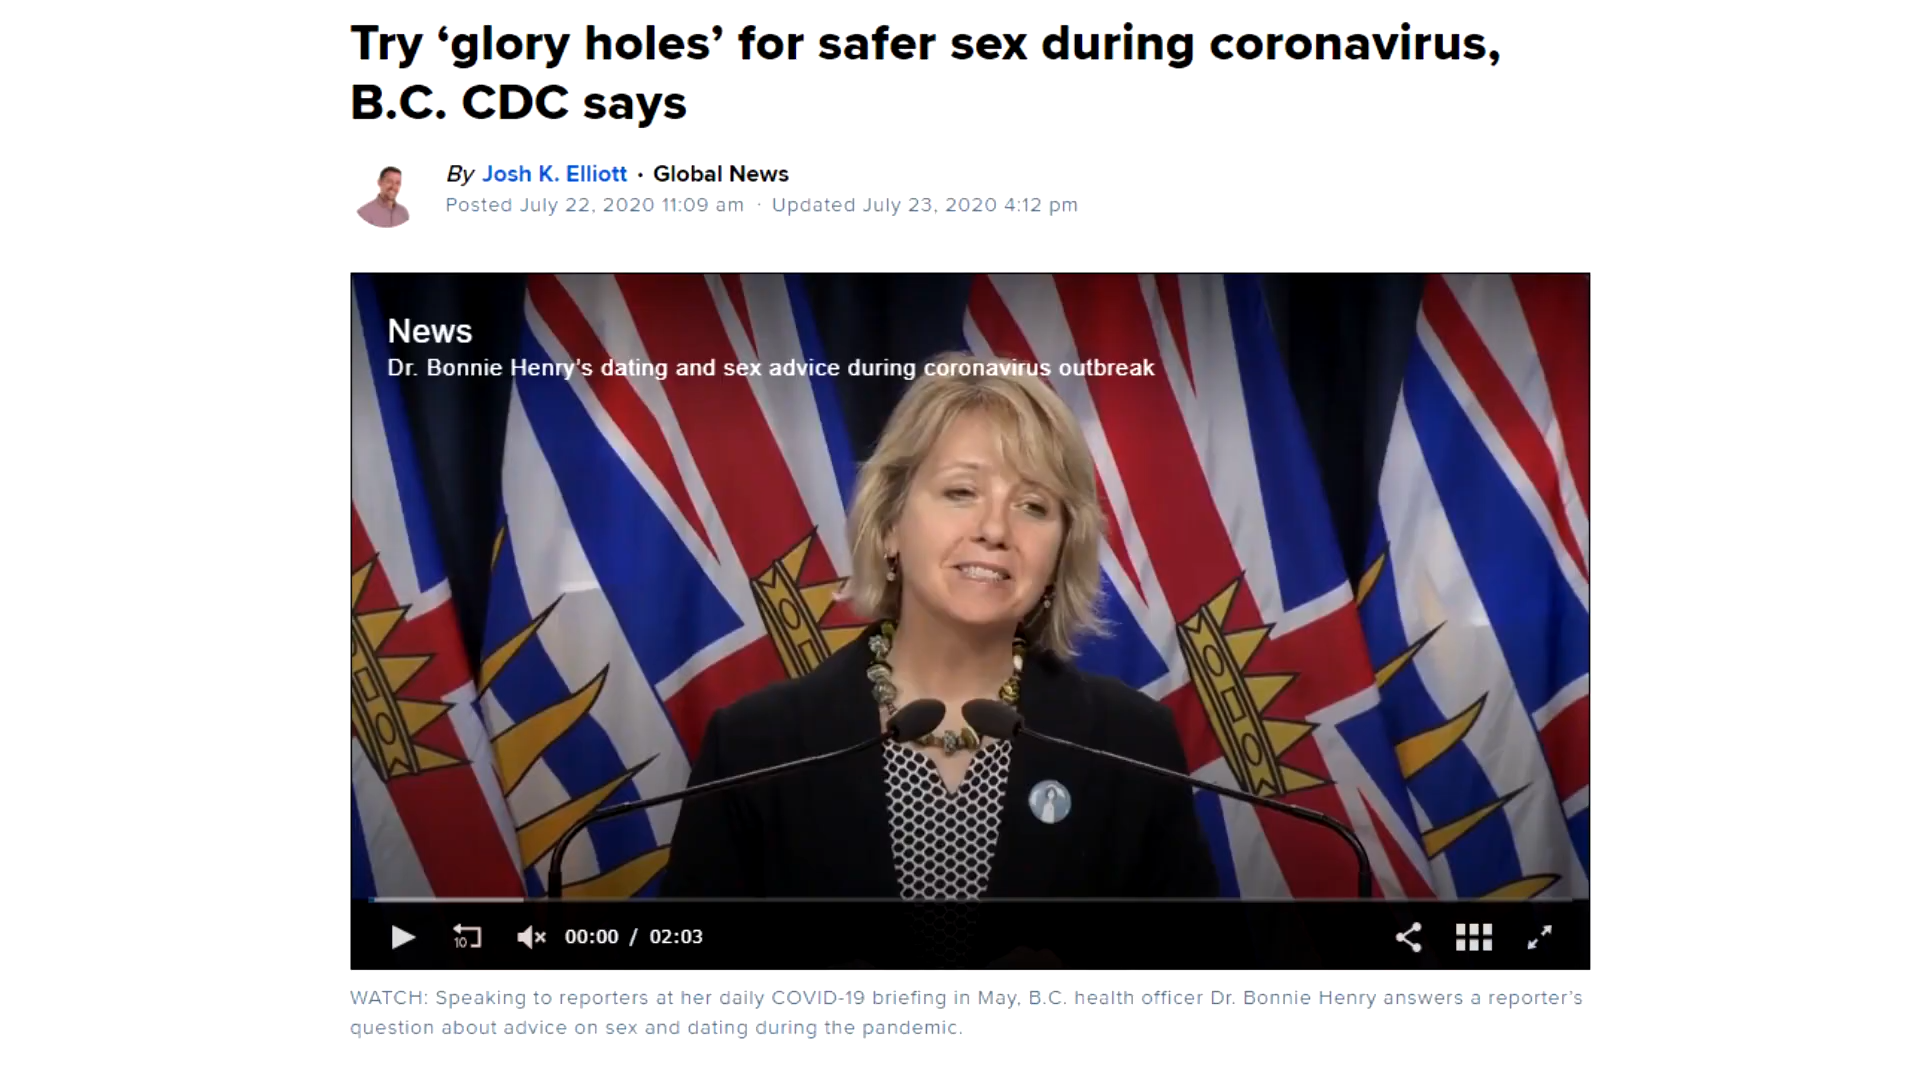 Try ‘glory holes’ for safer sex during coronavirus,
B.C. CDC says
By Josh K. Elliott · Global News
Posted July 22, 2020 11:09 am · Updated July 23, 2020 4:12 pm
News
Dr. Bonnie Henry's dating and sex advice during coronavirus outbreak
10
00:00 / 02:03
WATCH: Speaking to reporters at her daily COVID-19 briefing in May, B.C. health officer Dr. Bonnie Henry answers a reporter’s
question about advice on sex and dating during the pandemic.